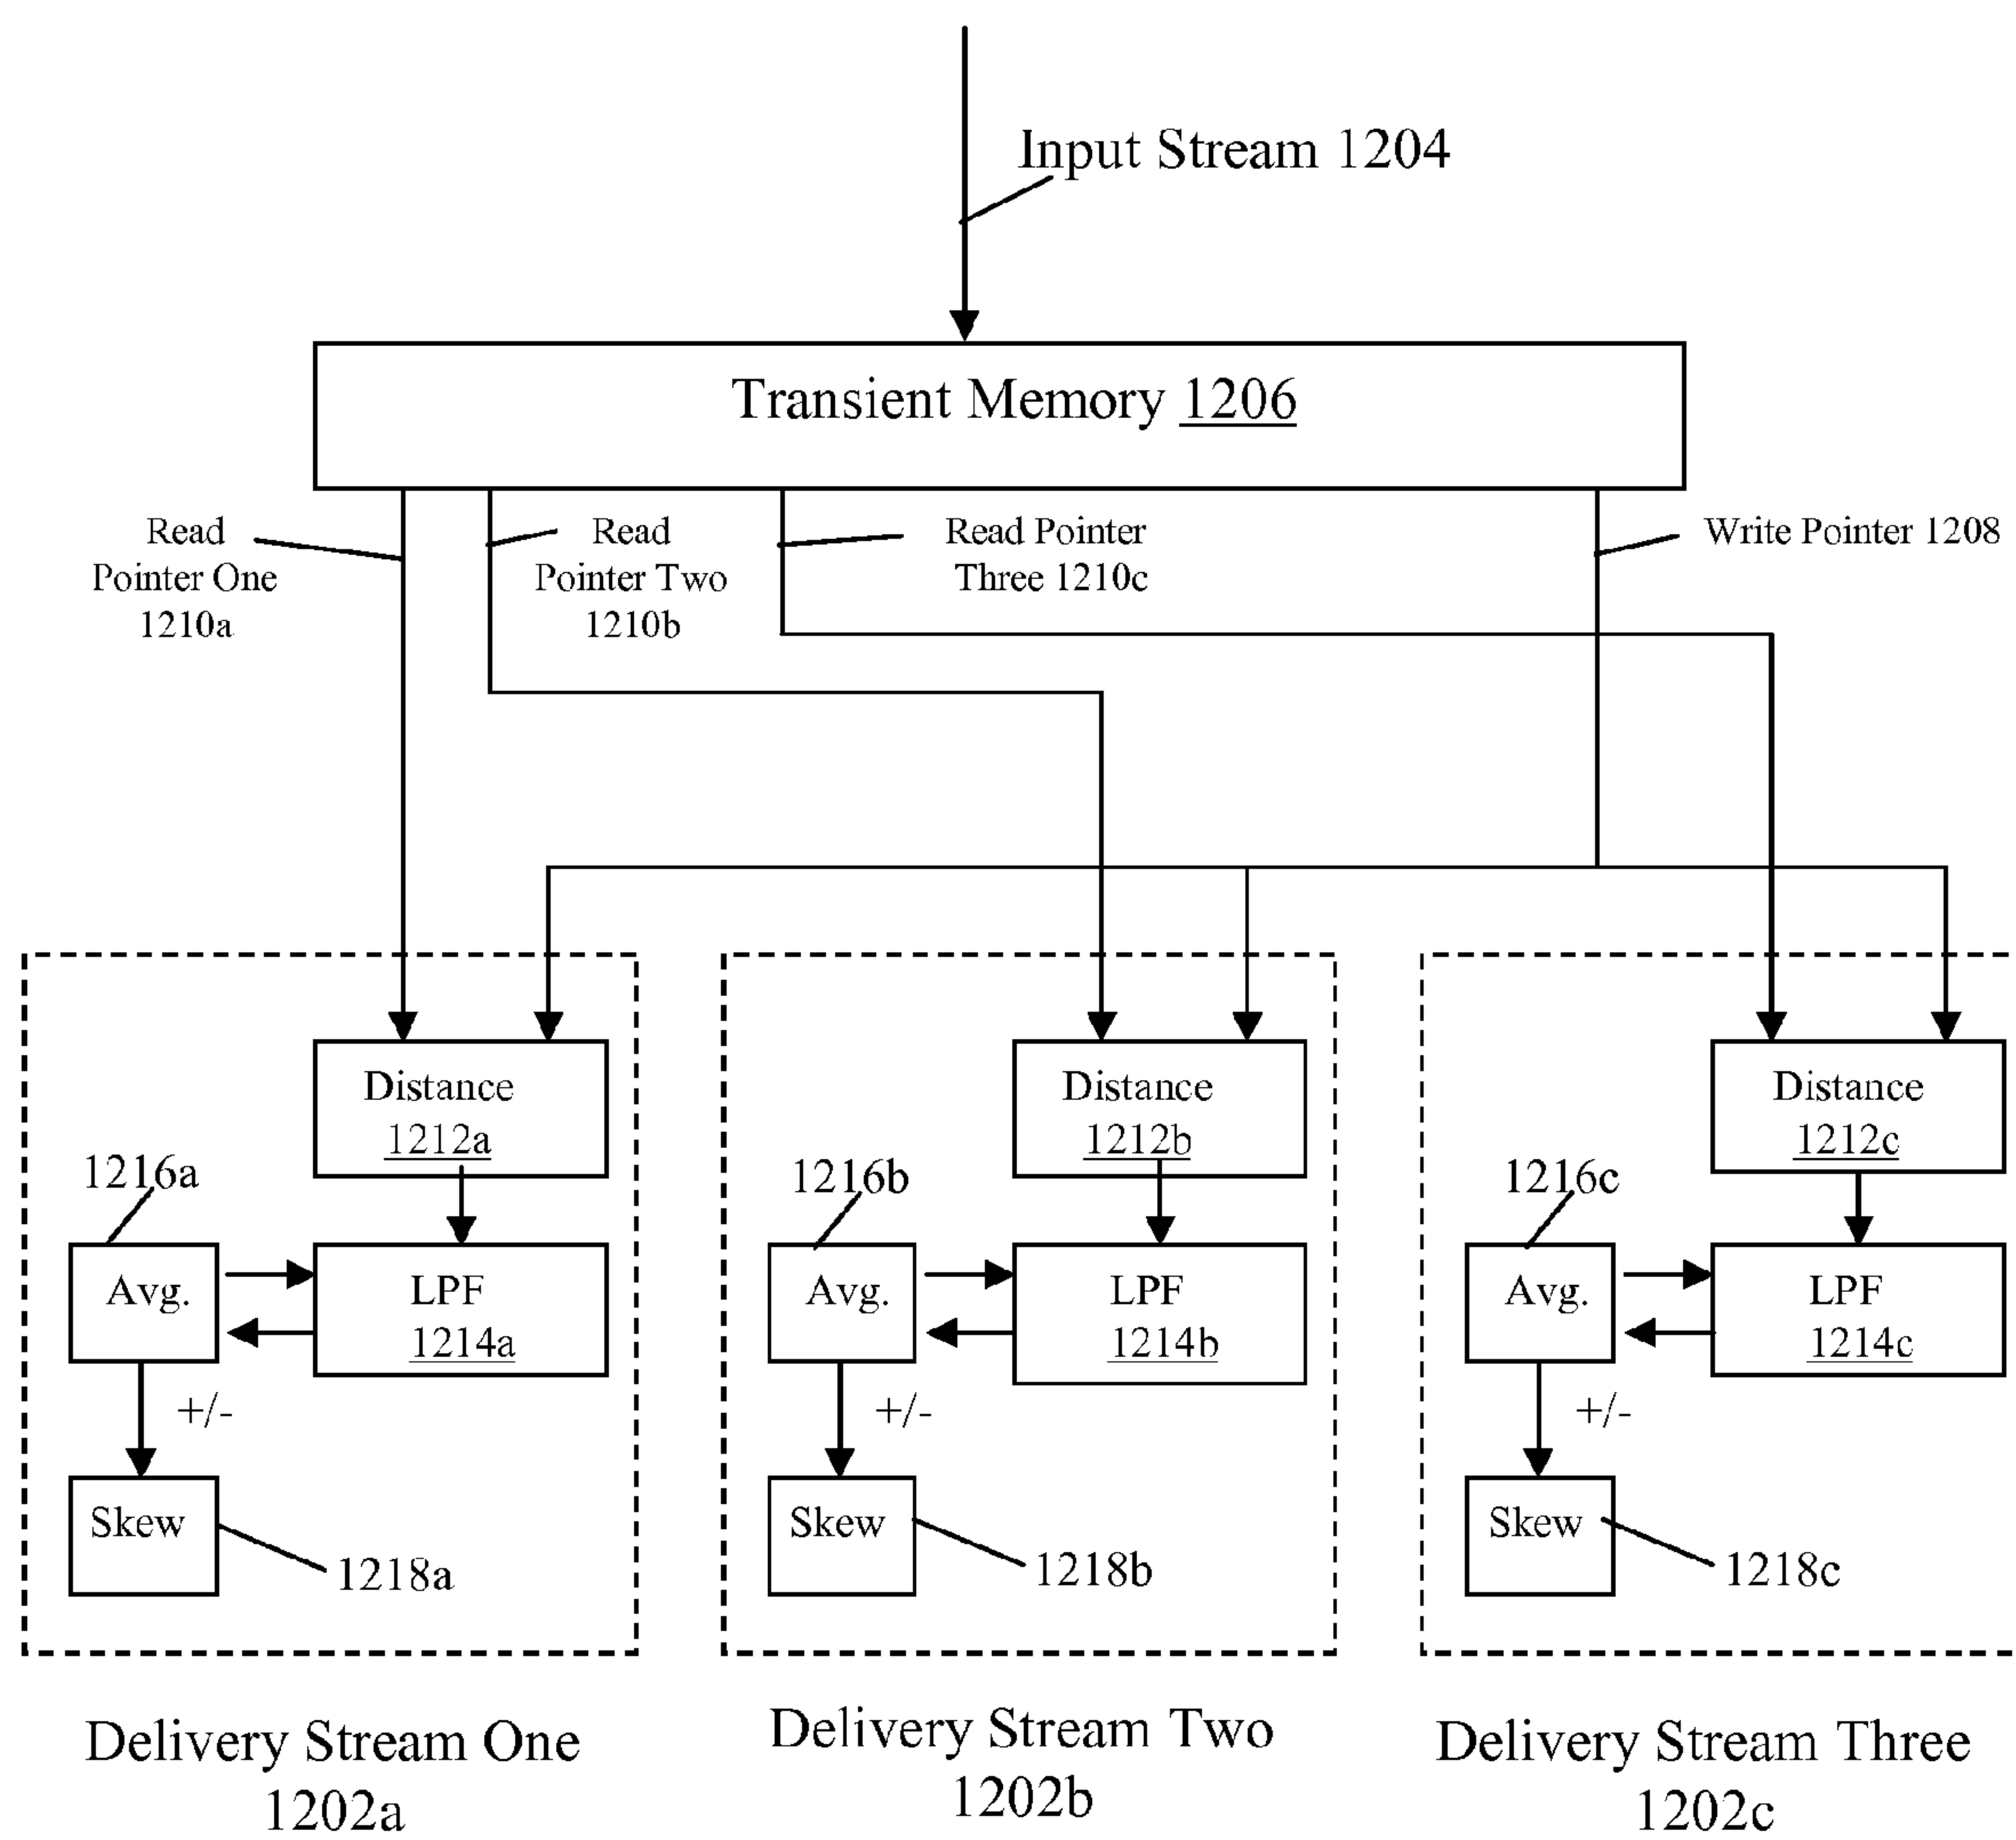 Input Stream 1204
Transient Memory 1206
Read
Pointer One
1210a
Read
Pointer Two
1210b
Read Pointer
Three 1210c
Write Pointer 1208
Distance
1212a
1216a
Avg.
LPF
1214a
+/-
Skew
1218a
Delivery Stream One
1202a
Distance
1212b
1216b
Avg.
LPF
1214b
+/-
Skew
1218b
Delivery Stream Two
1202b
Distance
1212c
1216c
Avg.
LPF
1214c
+/-
Skew
1218c
Delivery Stream Three
1202c